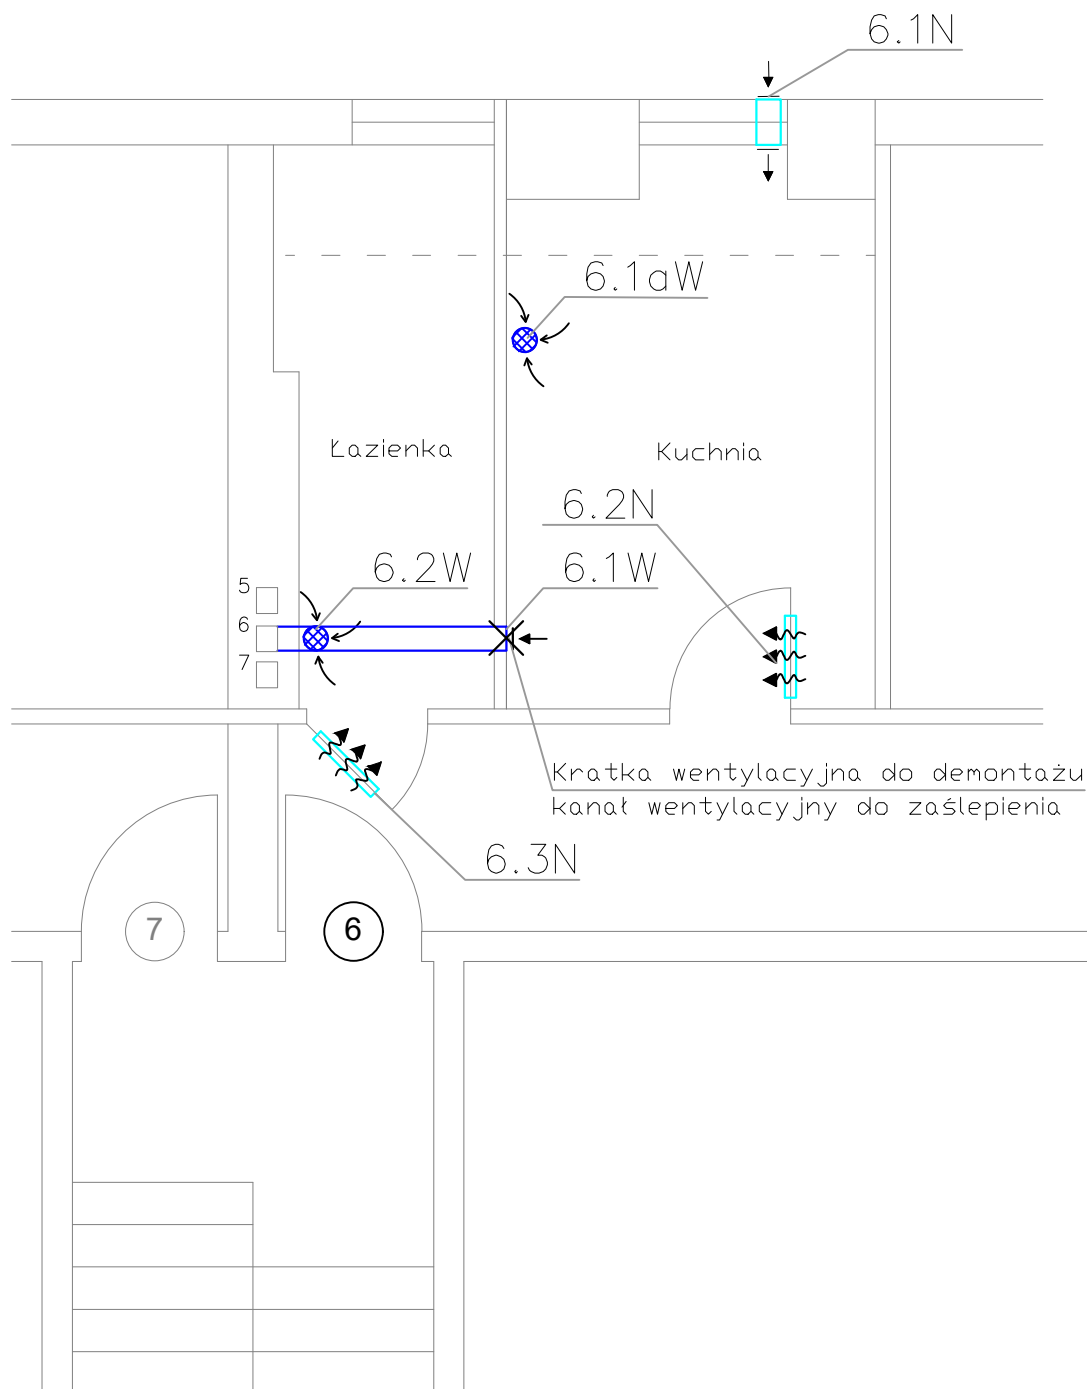 6.1N
6.1aW
Łazienka
Kuchnia
6.2N
6.2W
6.1W
5
6
7
Kratka wentylacyjna do demontażu
kanał wentylacyjny do zaślepienia
6.3N
7
6